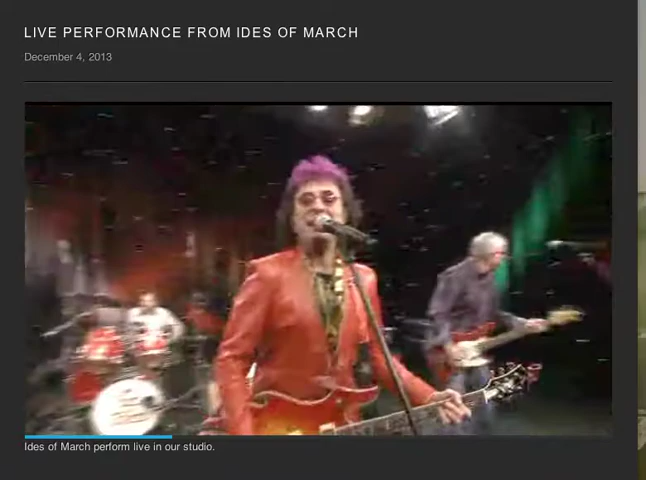 LIVE PERFORMANCE FROM IDES OF MARCH
December 4, 2013
Ides of March perform live in our studio.